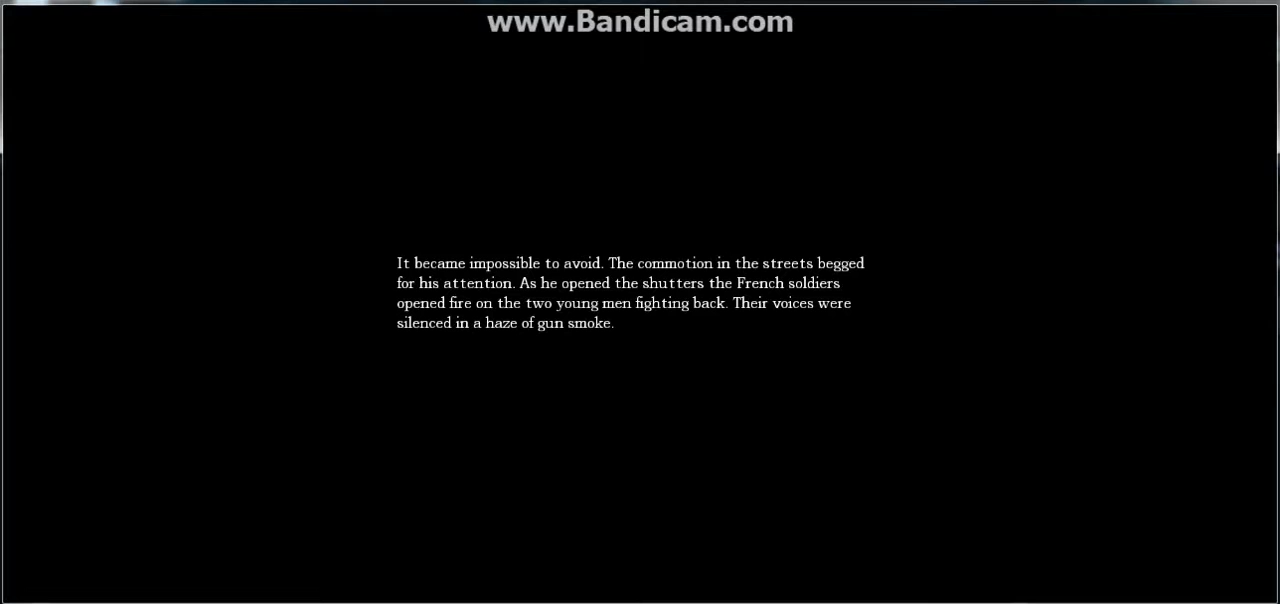 www.Bandicam.com
It became impossible to avoid. The commotion in the streets begged
for his attention. As he opened the shutters the French soldiers
opened fire on the two young men fighting back. Their voices were
silenced in a haze of gun smoke.